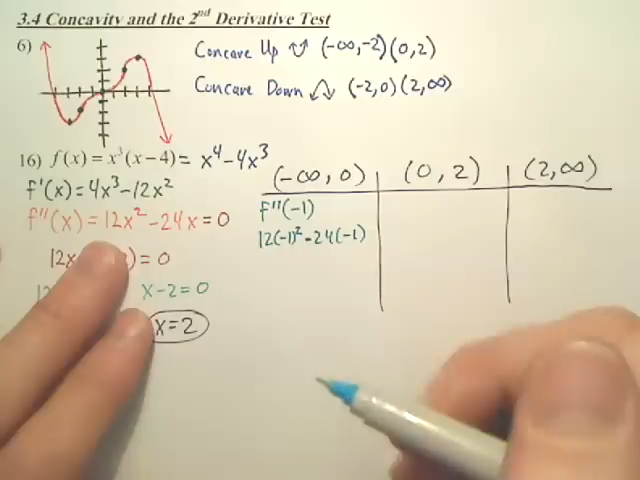 3.4 Concavity and the 2nd Derivative Test
6)
Concave Up (-∞,-2)(0,2)
Concave Down (-2,0)(2,∞)
16) f(x) = x³(x−4) = x⁴ - 4x³
f'(x) = 4x³ - 12x²
f''(x) = 12x² - 24x = 0
12x ) = 0
x - 2 = 0
x = 2
(-∞, 0) (0, 2) (2, ∞)
f''(-1)
12(-1)² - 24(-1)